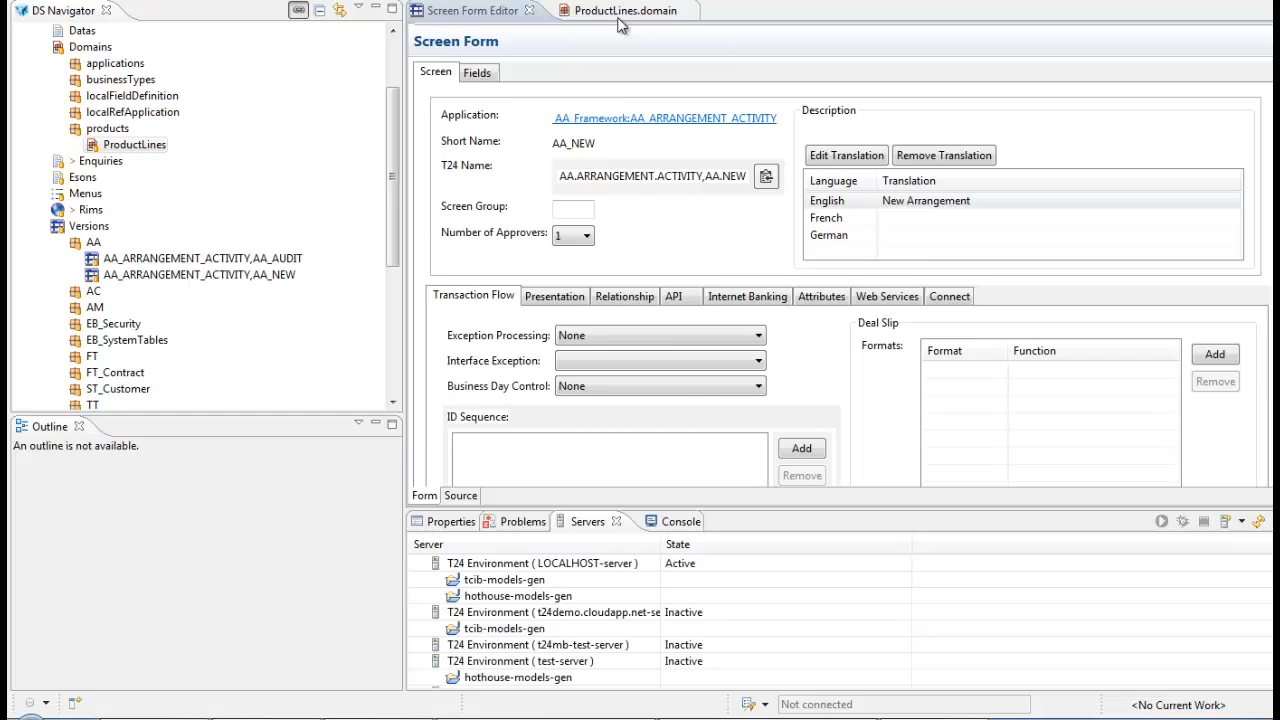 DS Navigator
Datas
Domains
applications
businessTypes
localFieldDefinition
localRefApplication
products
ProductLines
> Enquiries
Esons
Menus
> Rims
Versions
AA
AA_ARRANGEMENT_ACTIVITY,AA_AUDIT
AA_ARRANGEMENT_ACTIVITY,AA_NEW
AC
AM
EB_Security
EB_SystemTables
FT
FT_Contract
ST_Customer
TT
Outline
An outline is not available.
Screen Form Editor
ProductLines.domain
Screen Form
Screen
Fields
Application:
AA_Framework:AA_ARRANGEMENT_ACTIVITY
Short Name:
AA_NEW
T24 Name:
AA.ARRANGEMENT.ACTIVITY,AA.NEW
Screen Group:
Number of Approvers:
1
Description
Edit Translation
Remove Translation
Language
Translation
English
New Arrangement
French
German
Transaction Flow
Presentation
Relationship
API
Internet Banking
Attributes
Web Services
Connect
Exception Processing:
None
Interface Exception:
Business Day Control:
None
ID Sequence:
Add
Remove
Deal Slip
Formats:
Format
Function
Add
Remove
Form
Source
Properties
Problems
Servers
Console
Server
State
T24 Environment ( LOCALHOST-server )
Active
tcib-models-gen
hothouse-models-gen
T24 Environment ( t24demo.cloudapp.net-se
Inactive
tcib-models-gen
T24 Environment ( t24mb-test-server )
Inactive
T24 Environment ( test-server )
Inactive
hothouse-models-gen
Not connected
<No Current Work>